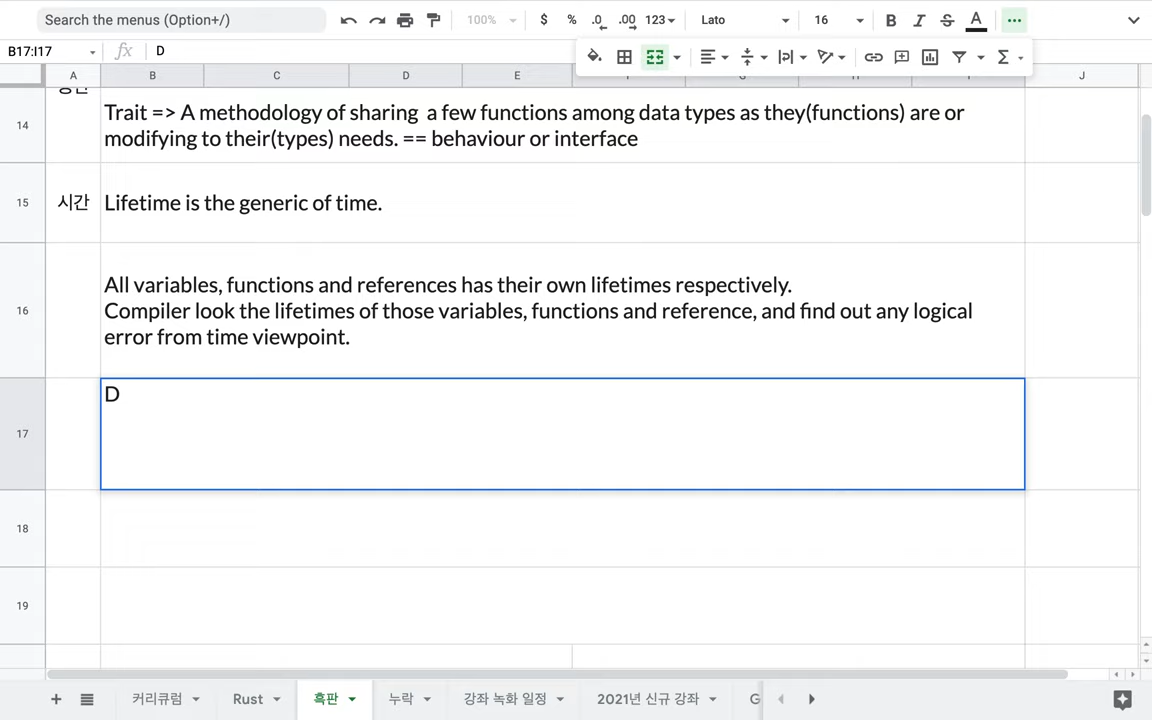 Search the menus (Option+/)
100%
$ % .0 .00 123
Lato
16
B I S A
B17:I17
fx
D
A B C D E J
14
Trait => A methodology of sharing a few functions among data types as they(functions) are or
modifying to their(types) needs. == behaviour or interface
15
시간
Lifetime is the generic of time.
16
All variables, functions and references has their own lifetimes respectively.
Compiler look the lifetimes of those variables, functions and reference, and find out any logical
error from time viewpoint.
17
D
18
19
커리큐럼
Rust
흑판
누락
강좌 녹화 일정
2021년 신규 강좌
G